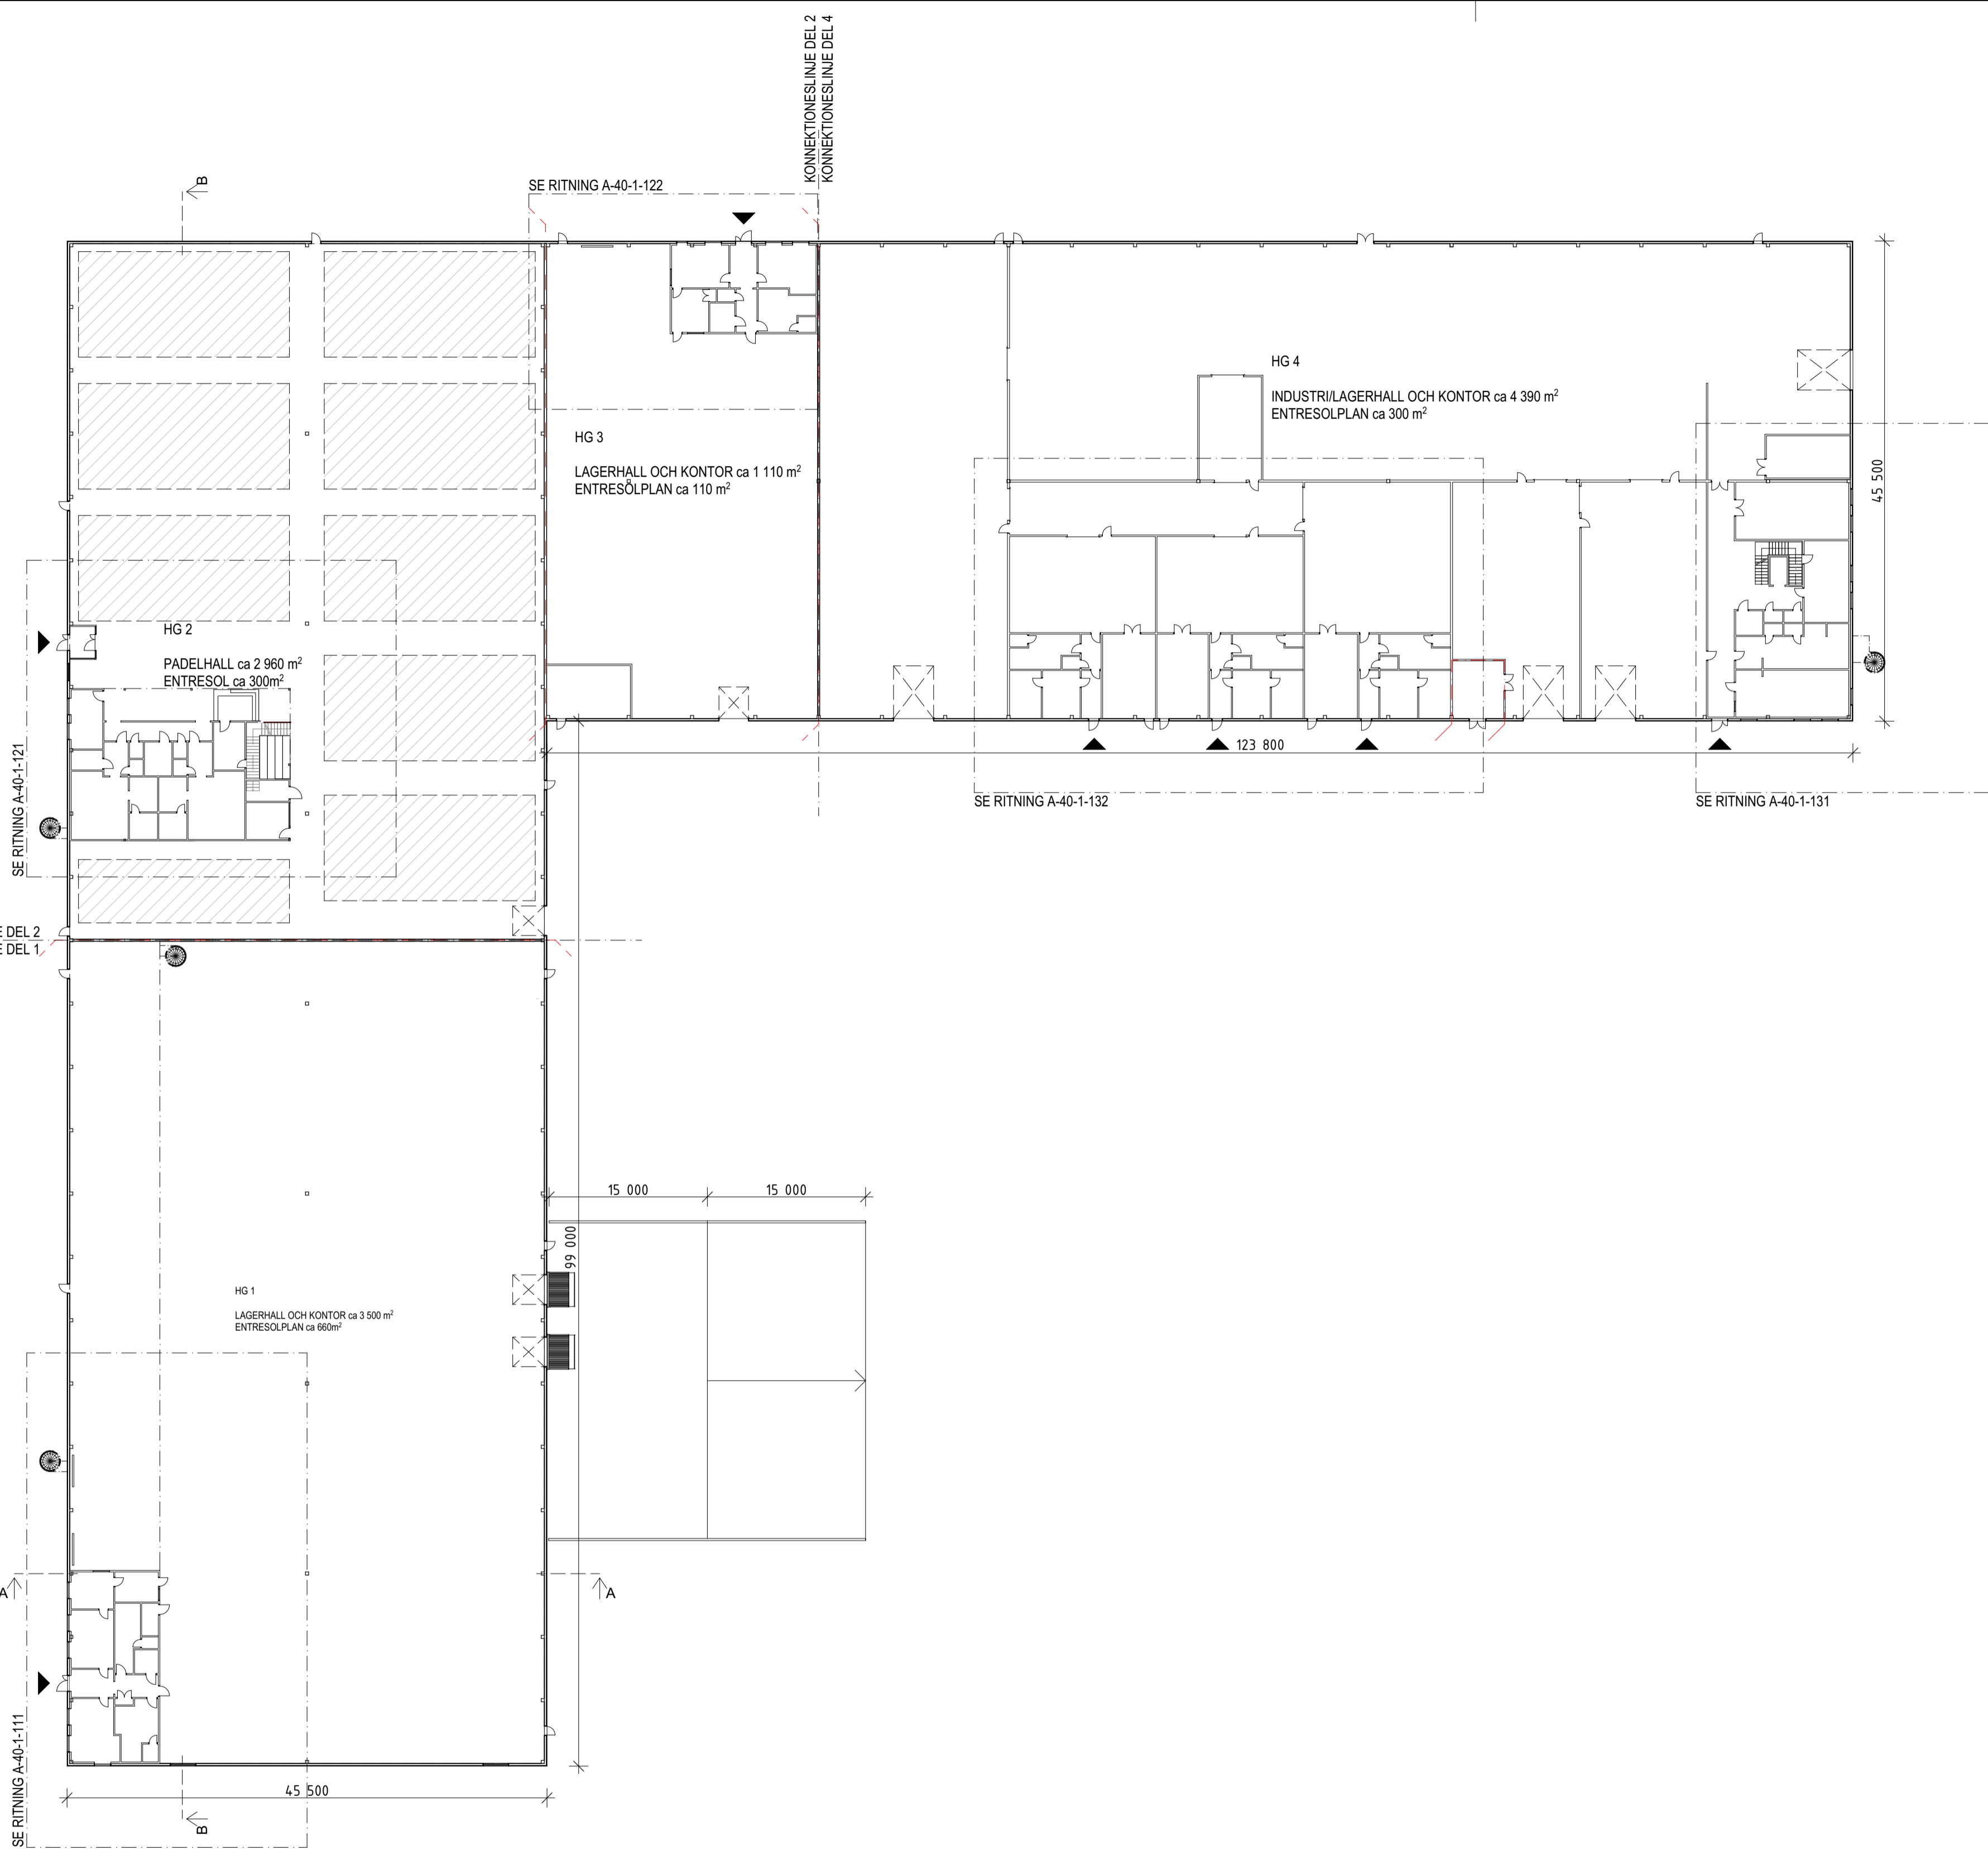 KONNEKTIONESLINJE DEL 2
KONNEKTIONESLINJE DEL 4
B
SE RITNING A-40-1-122
HG 4
INDUSTRI/LAGERHALL OCH KONTOR ca 4 390 m²
ENTRESOLPLAN ca 300 m²
HG 3
LAGERHALL OCH KONTOR ca 1 110 m²
ENTRESOLPLAN ca 110 m²
45 500
HG 2
PADELHALL ca 2 960 m²
ENTRESOL ca 300m²
SE RITNING A-40-1-121
123 800
SE RITNING A-40-1-132
SE RITNING A-40-1-131
DEL 2
DEL 1
15 000
15 000
99 000
HG 1
LAGERHALL OCH KONTOR ca 3 500 m²
ENTRESOLPLAN ca 660m²
A
A
SE RITNING A-40-1-111
45 500
B